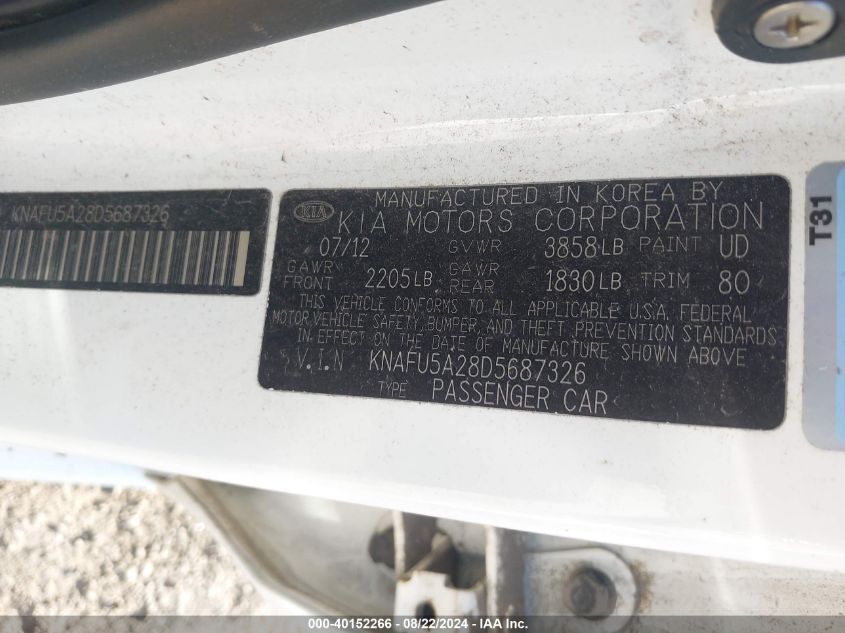 KNAFU5A28D5687326
KIA
MANUFACTURED IN KOREA BY
KIA MOTORS CORPORATION
07/12 GVWR 3858LB PAINT UD
GAWR FRONT 2205LB GAWR REAR 1830LB TRIM 80
THIS VEHICLE CONFORMS TO ALL APPLICABLE U.S.A. FEDERAL
MOTOR VEHICLE SAFETY, BUMPER, AND THEFT PREVENTION STANDARDS
IN EFFECT ON THE DATE OF MANUFACTURE SHOWN ABOVE
V.I.N KNAFU5A28D5687326
TYPE PASSENGER CAR
T31
000-40152266 - 08/22/2024 - IAA Inc.